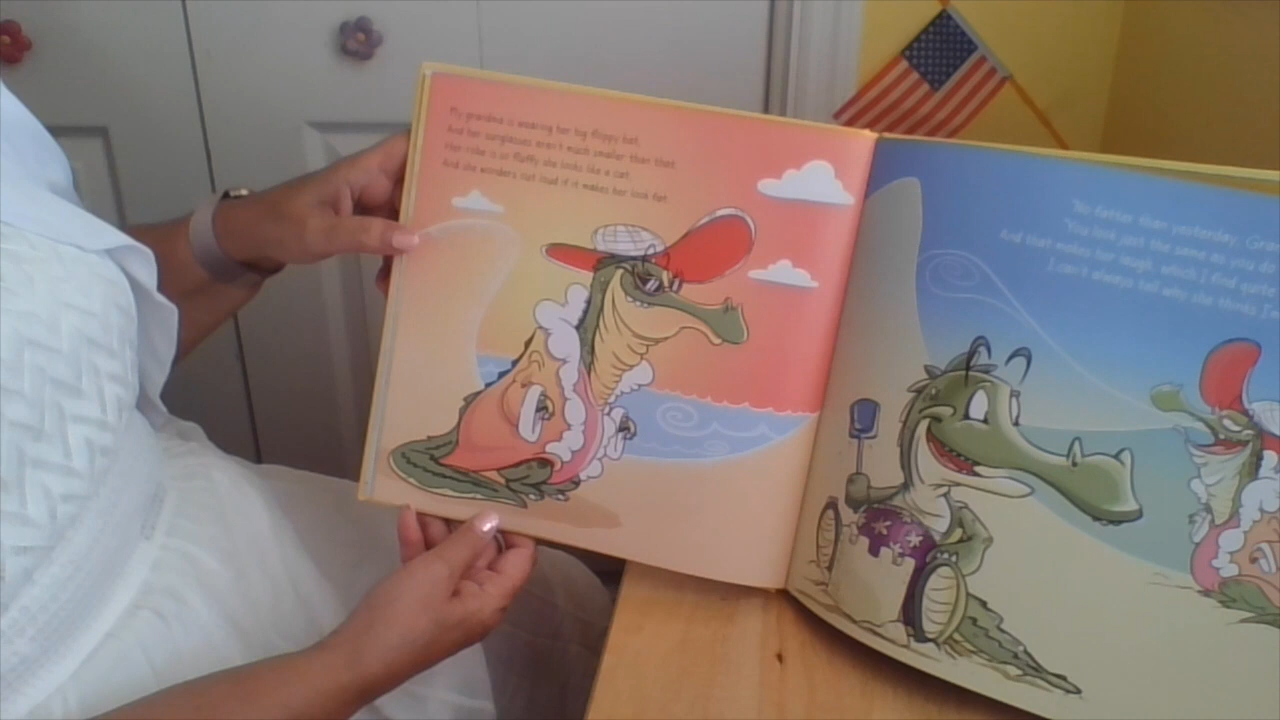 My grandma is wearing her big floppy hat,
And her sunglasses aren't much smaller than that.
Her robe is so fluffy she looks like a cat,
And she wonders out loud if it makes her look fat.
"No fatter than yesterday,
"You look just the same as you do
And that makes her laugh, which I find quite
I can't always tell why she thinks I'm